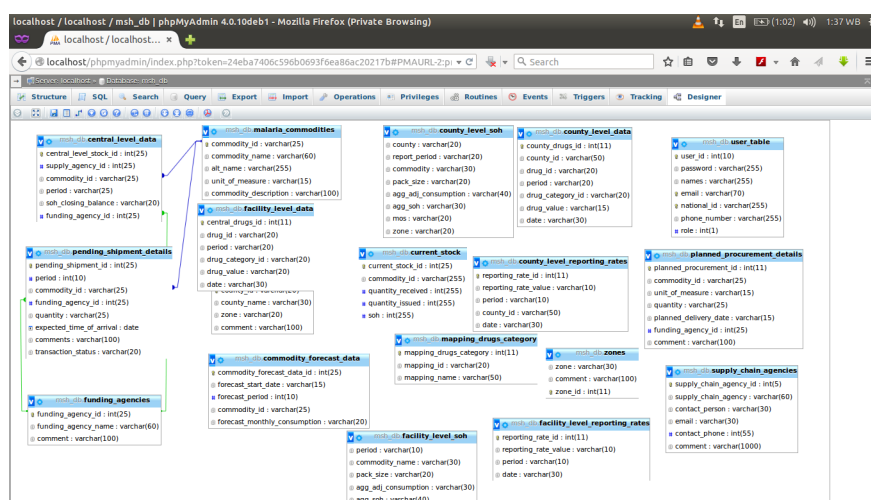 localhost / localhost / msh_db | phpMyAdmin 4.0.10deb1 - Mozilla Firefox (Private Browsing)
En (1:02) 1:37 WB
localhost / localhost...
localhost/phpmyadmin/index.php?token=24eba7406c596b0693f6ea86ac20217b#PMAURL-2:p
Search
Server: localhost » Database: msh_db
Structure SQL Search Query Export Import Operations Privileges Routines Events Triggers Tracking Designer
msh_db central_level_data
central_level_stock_id : int(25)
supply_agency_id : int(25)
commodity_id : varchar(25)
period : varchar(25)
soh_closing_balance : varchar(20)
funding_agency_id : int(25)
msh_db malaria_commodities
commodity_id : varchar(25)
commodity_name : varchar(60)
alt_name : varchar(255)
unit_of_measure : varchar(15)
commodity_description : varchar(100)
msh_db county_level_soh
county : varchar(20)
report_period : varchar(20)
commodity : varchar(30)
pack_size : varchar(20)
agg_adj_consumption : varchar(40)
agg_soh : varchar(30)
mos : varchar(20)
zone : varchar(20)
msh_db county_level_data
county_drugs_id : int(11)
county_id : varchar(50)
drug_id : varchar(20)
period : varchar(20)
drug_category_id : varchar(20)
drug_value : varchar(15)
date : varchar(30)
msh_db user_table
user_id : int(10)
password : varchar(255)
names : varchar(255)
email : varchar(70)
national_id : varchar(255)
phone_number : varchar(255)
role : int(1)
msh_db facility_level_data
central_drugs_id : int(11)
drug_id : varchar(20)
period : varchar(20)
drug_category_id : varchar(20)
drug_value : varchar(20)
date : varchar(30)
county_name : varchar(30)
zone : varchar(20)
comment : varchar(100)
msh_db pending_shipment_details
pending_shipment_id : int(25)
period : int(10)
commodity_id : varchar(25)
funding_agency_id : int(25)
quantity : varchar(25)
expected_time_of_arrival : date
comments : varchar(100)
transaction_status : varchar(20)
msh_db current_stock
current_stock_id : int(25)
commodity_id : varchar(255)
quantity_received : int(255)
quantity_issued : int(255)
soh : int(255)
msh_db county_level_reporting_rates
reporting_rate_id : int(11)
reporting_rate_value : varchar(10)
period : varchar(10)
county_id : varchar(50)
date : varchar(30)
msh_db planned_procurement_details
planned_procurement_id : int(11)
commodity_id : varchar(25)
unit_of_measure : varchar(15)
quantity : varchar(25)
planned_delivery_date : varchar(15)
funding_agency_id : int(25)
comment : varchar(100)
msh_db mapping_drugs_category
mapping_drugs_category : int(11)
mapping_id : varchar(20)
mapping_name : varchar(50)
msh_db zones
zone : varchar(30)
comment : varchar(100)
zone_id : int(11)
msh_db commodity_forecast_data
commodity_forecast_data_id : int(25)
forecast_start_date : varchar(15)
forecast_period : int(10)
commodity_id : varchar(25)
forecast_monthly_consumption : varchar(20)
msh_db supply_chain_agencies
supply_chain_agency_id : int(5)
supply_chain_agency : varchar(60)
contact_person : varchar(30)
email : varchar(30)
contact_phone : int(55)
comment : varchar(1000)
msh_db funding_agencies
funding_agency_id : int(25)
funding_agency_name : varchar(60)
comment : varchar(100)
msh_db facility_level_soh
period : varchar(10)
commodity_name : varchar(30)
pack_size : varchar(20)
agg_adj_consumption : varchar(30)
agg_soh : varchar(40)
msh_db facility_level_reporting_rates
reporting_rate_id : int(11)
reporting_rate_value : varchar(10)
period : varchar(10)
date : varchar(30)